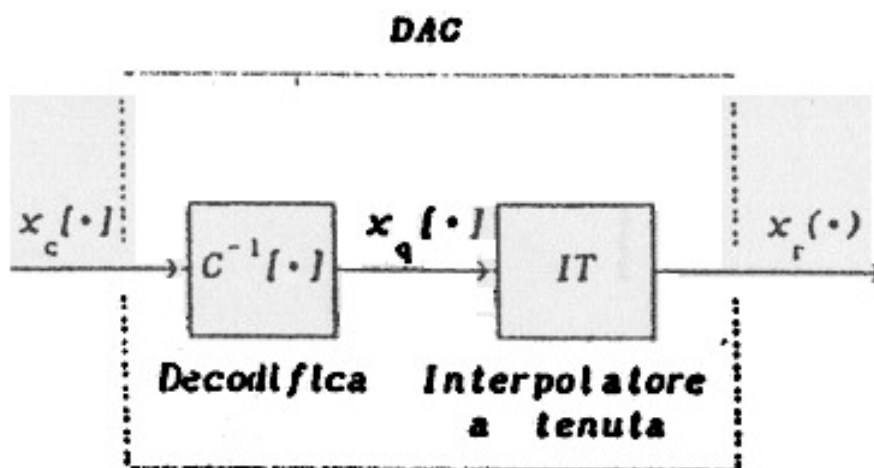 DAC
x_c[•]
C⁻¹[•]
x_q[•]
IT
x_r(•)
Decodifica
Interpolatore
a tenuta